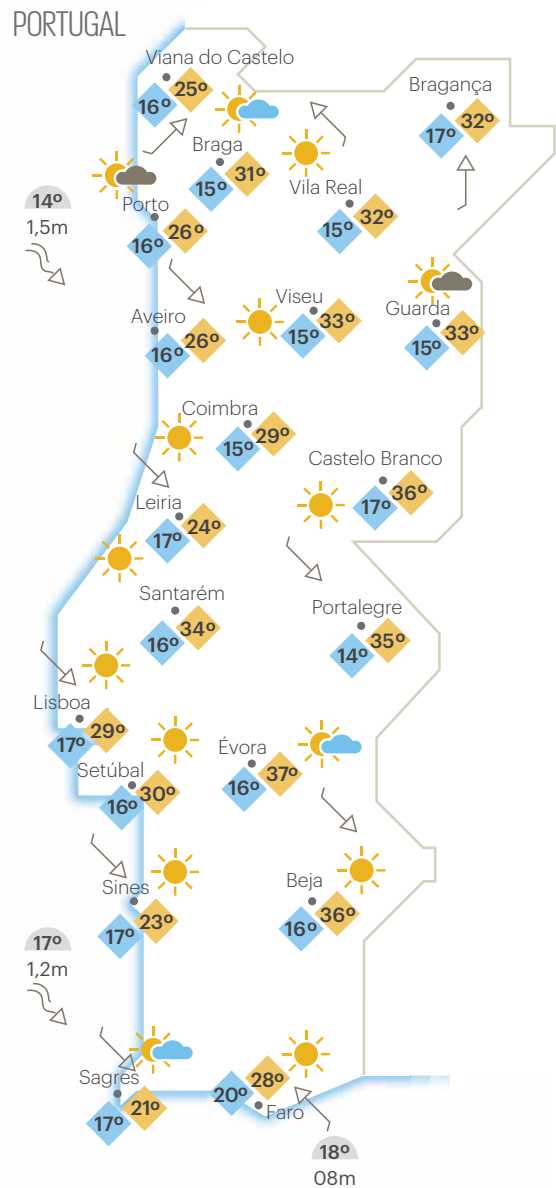 PORTUGAL
Viana do Castelo
16º 25º
Bragança
17º 32º
Braga
15º 31º
Vila Real
15º 32º
14º
1,5m
Porto
16º 26º
Aveiro
16º 26º
Viseu
15º 33º
Guarda
15º 33º
Coimbra
15º 29º
Castelo Branco
17º 36º
Leiria
17º 24º
Santarém
16º 34º
Portalegre
14º 35º
Lisboa
17º 29º
Setúbal
16º 30º
Évora
16º 37º
Sines
17º 23º
Beja
16º 36º
17º
1,2m
Sagres
17º 21º
20º 28º
Faro
18º
08m